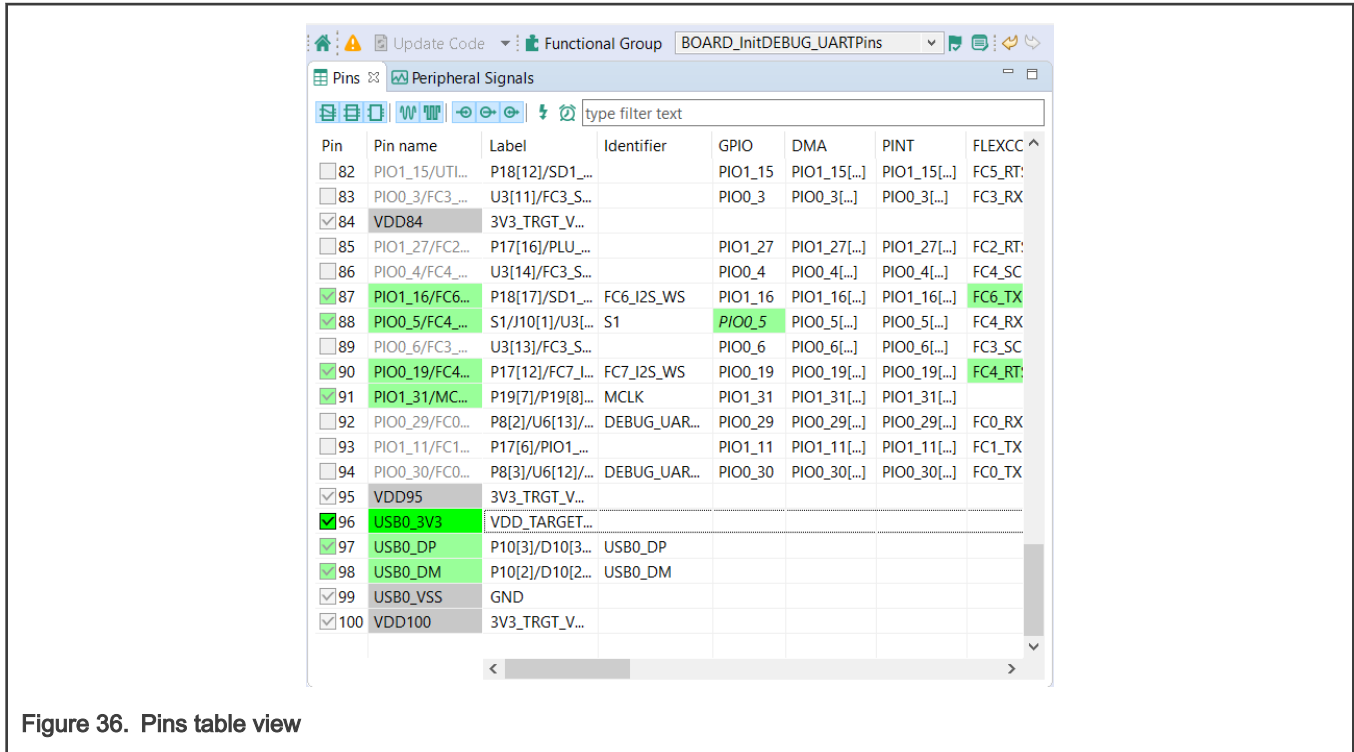 Update Code Functional Group BOARD_InitDEBUG_UARTPins
Pins Peripheral Signals
type filter text
Pin Pin name Label Identifier GPIO DMA PINT FLEXCC
82 PIO1_15/UTI... P18[12]/SD1_... PIO1_15 PIO1_15[...] PIO1_15[...] FC5_RT
83 PIO0_3/FC3_... U3[11]/FC3_S... PIO0_3 PIO0_3[...] PIO0_3[...] FC3_RX
84 VDD84 3V3_TRGT_V...
85 PIO1_27/FC2... P17[16]/PLU_... PIO1_27 PIO1_27[...] PIO1_27[...] FC2_RT
86 PIO0_4/FC4_... U3[14]/FC3_S... PIO0_4 PIO0_4[...] PIO0_4[...] FC4_SC
87 PIO1_16/FC6... P18[17]/SD1_... FC6_I2S_WS PIO1_16 PIO1_16[...] PIO1_16[...] FC6_TX
88 PIO0_5/FC4_... S1/J10[1]/U3[... S1 PIO0_5 PIO0_5[...] PIO0_5[...] FC4_RX
89 PIO0_6/FC3_... U3[13]/FC3_S... PIO0_6 PIO0_6[...] PIO0_6[...] FC3_SC
90 PIO0_19/FC4... P17[12]/FC7_I... FC7_I2S_WS PIO0_19 PIO0_19[...] PIO0_19[...] FC4_RT
91 PIO1_31/MC... P19[7]/P19[8]... MCLK PIO1_31 PIO1_31[...] PIO1_31[...]
92 PIO0_29/FC0... P8[2]/U6[13]/... DEBUG_UAR... PIO0_29 PIO0_29[...] PIO0_29[...] FC0_RX
93 PIO1_11/FC1... P17[6]/PIO1_... PIO1_11 PIO1_11[...] PIO1_11[...] FC1_TX
94 PIO0_30/FC0... P8[3]/U6[12]/... DEBUG_UAR... PIO0_30 PIO0_30[...] PIO0_30[...] FC0_TX
95 VDD95 3V3_TRGT_V...
96 USB0_3V3 VDD_TARGET...
97 USB0_DP P10[3]/D10[3... USB0_DP
98 USB0_DM P10[2]/D10[2... USB0_DM
99 USB0_VSS GND
100 VDD100 3V3_TRGT_V...
Figure 36. Pins table view